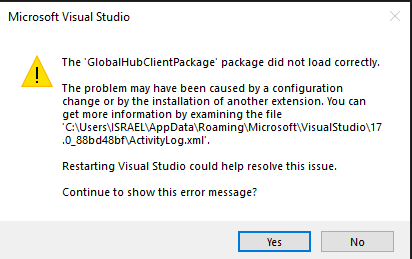 Microsoft Visual Studio
The 'GlobalHubClientPackage' package did not load correctly.
The problem may have been caused by a configuration
change or by the installation of another extension. You can
get more information by examining the file
'C:\Users\ISRAEL\AppData\Roaming\Microsoft\VisualStudio\17
.0_88bd48bf\ActivityLog.xml'.
Restarting Visual Studio could help resolve this issue.
Continue to show this error message?
Yes No